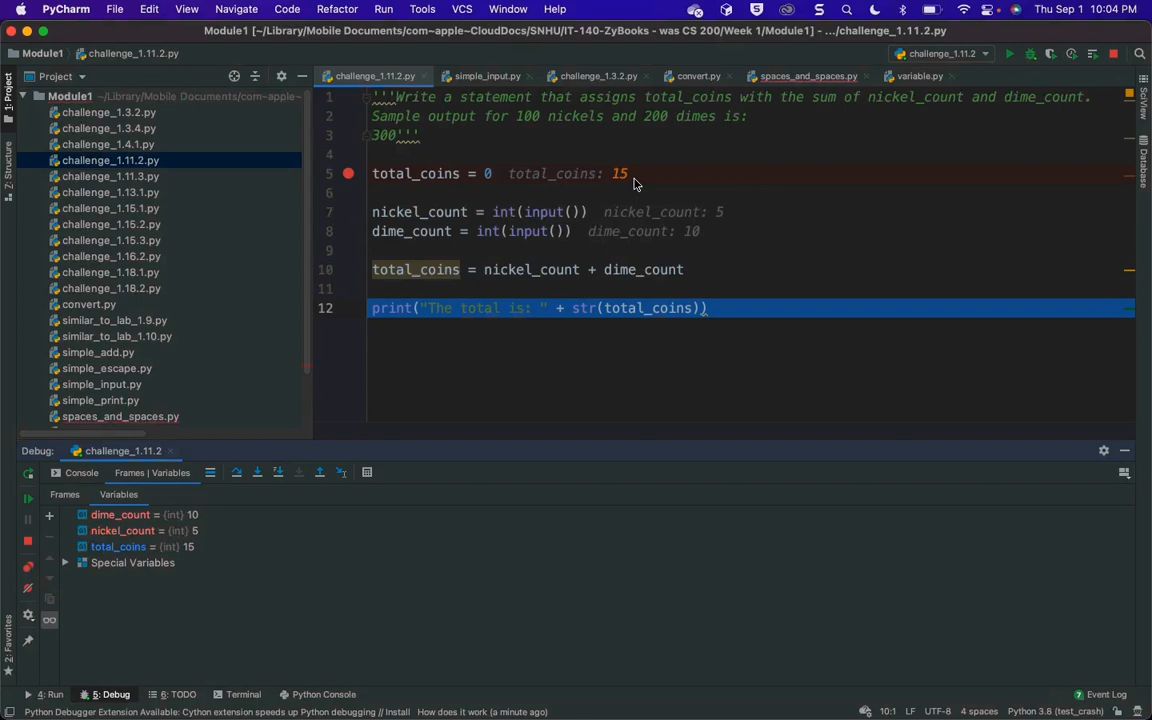 PyCharm File Edit View Navigate Code Refactor Run Tools VCS Window Help Thu Sep 1 10:04 PM
Module1 [~/Library/Mobile Documents/com~apple~CloudDocs/SNHU/IT-140-ZyBooks/Week 1/Module1] - .../challenge_1.11.2.py
Module1 challenge_1.11.2.py challenge_1.11.2
Project challenge_1.11.2.py simple_input.py challenge_1.3.2.py convert.py spaces_and_spaces.py variable.py
1: Project
Z: Structure
2: Favorites
SciView
Database
Module1 ~/Library/Mobile Documents/com~apple~
challenge_1.3.2.py
challenge_1.3.4.py
challenge_1.4.1.py
challenge_1.11.2.py
challenge_1.11.3.py
challenge_1.13.1.py
challenge_1.15.1.py
challenge_1.15.2.py
challenge_1.15.3.py
challenge_1.16.2.py
challenge_1.18.1.py
challenge_1.18.2.py
convert.py
similar_to_lab_1.9.py
similar_to_lab_1.10.py
simple_add.py
simple_escape.py
simple_input.py
simple_print.py
spaces_and_spaces.py
1 '''Write a statement that assigns total_coins with the sum of nickel_count and dime_count.
2 Sample output for 100 nickels and 200 dimes is:
3 300'''
4
5 total_coins = 0 total_coins: 15
6
7 nickel_count = int(input()) nickel_count: 5
8 dime_count = int(input()) dime_count: 10
9
10 total_coins = nickel_count + dime_count
11
12 print("The total is: " + str(total_coins))
Debug: challenge_1.11.2
Console Frames | Variables
Frames Variables
dime_count = {int} 10
nickel_count = {int} 5
total_coins = {int} 15
Special Variables
4: Run 5: Debug 6: TODO Terminal Python Console Event Log
Python Debugger Extension Available: Cython extension speeds up Python debugging // Install How does it work (a minute ago) 10:1 LF UTF-8 4 spaces Python 3.8 (test_crash)